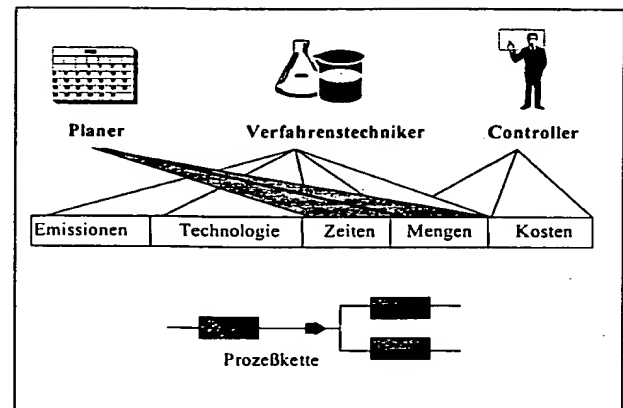 Planer Verfahrenstechniker Controller
Emissionen Technologie Zeiten Mengen Kosten
Prozeßkette